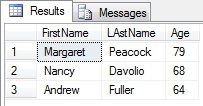 Results Messages
FirstName LAstName Age
1 Margaret Peacock 79
2 Nancy Davolio 68
3 Andrew Fuller 64